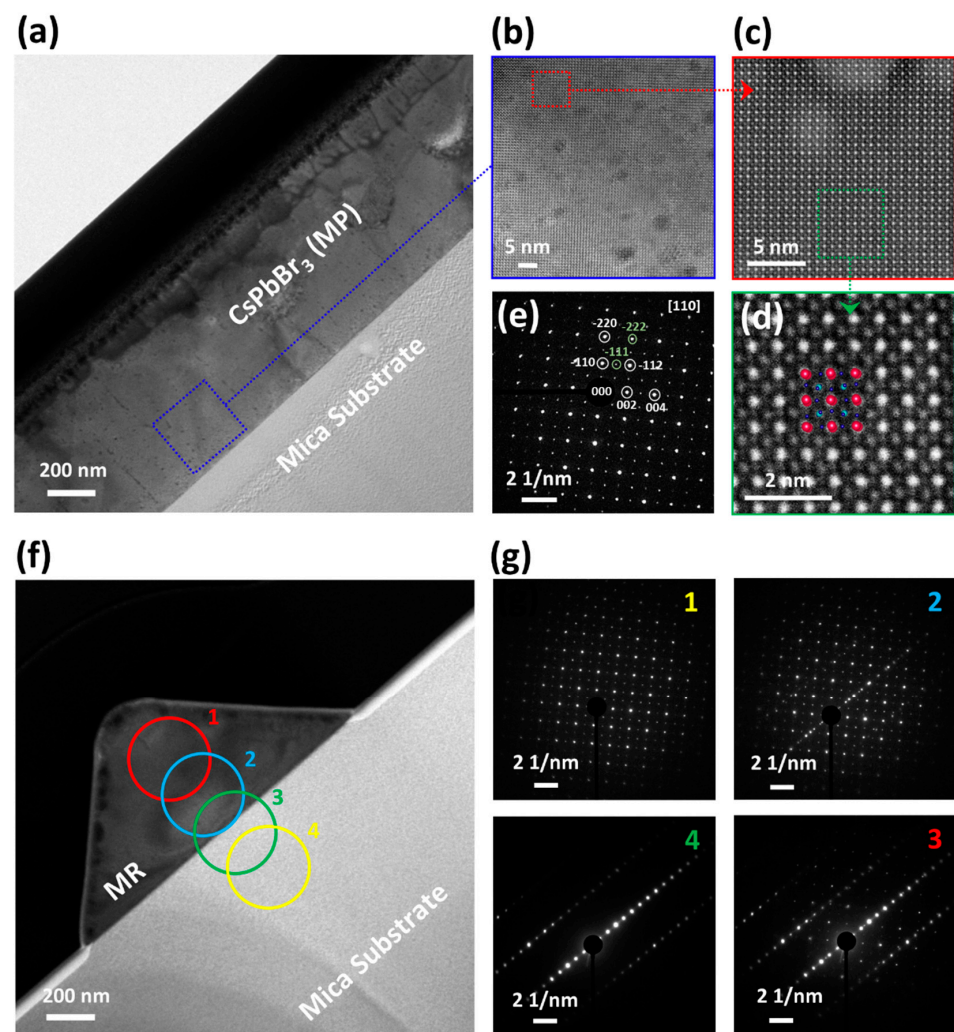 (a)
CsPbBr3 (MP)
Mica Substrate
200 nm
(b)
5 nm
(c)
5 nm
(e)
[110]
-220
-222
-111
-110
-112
000
002
004
2 1/nm
(d)
2 nm
(f)
1
2
3
4
MR
Mica Substrate
200 nm
(g)
1
2 1/nm
2
2 1/nm
4
2 1/nm
3
2 1/nm